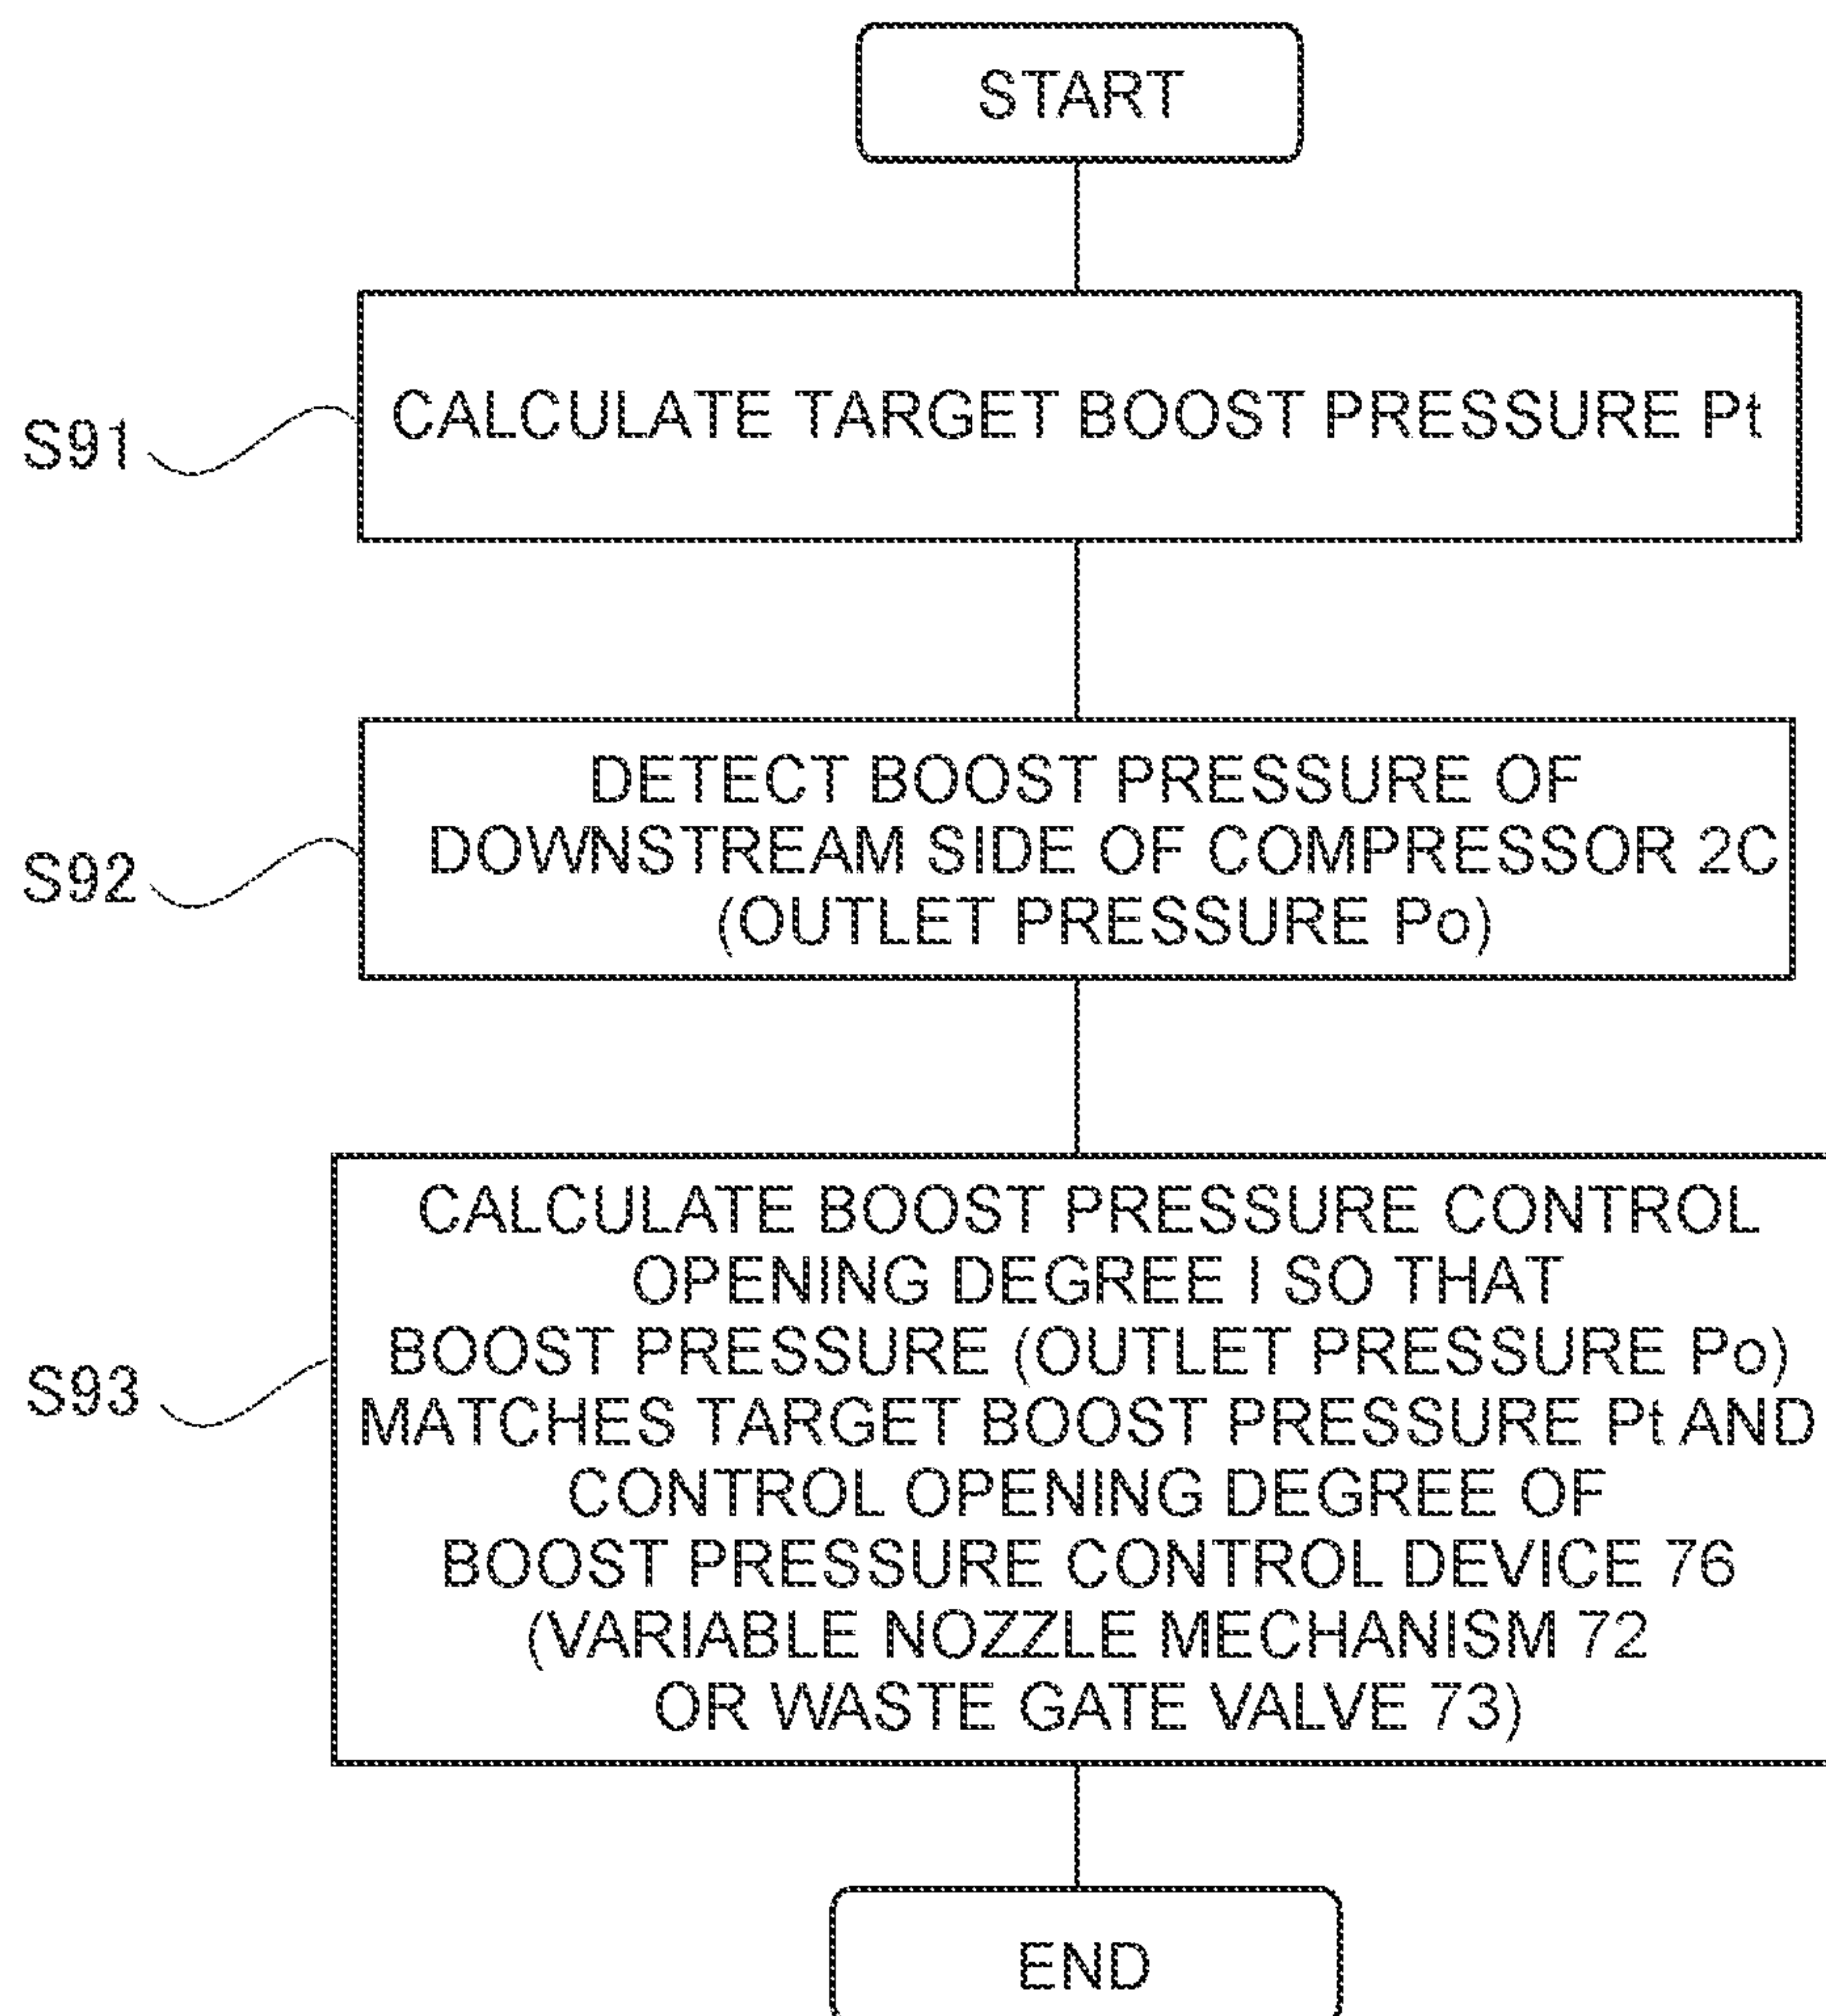 START
S91
CALCULATE TARGET BOOST PRESSURE Pt
S92
DETECT BOOST PRESSURE OF
DOWNSTREAM SIDE OF COMPRESSOR 2C
(OUTLET PRESSURE Po)
S93
CALCULATE BOOST PRESSURE CONTROL
OPENING DEGREE I SO THAT
BOOST PRESSURE (OUTLET PRESSURE Po)
MATCHES TARGET BOOST PRESSURE Pt AND
CONTROL OPENING DEGREE OF
BOOST PRESSURE CONTROL DEVICE 76
(VARIABLE NOZZLE MECHANISM 72
OR WASTE GATE VALVE 73)
END